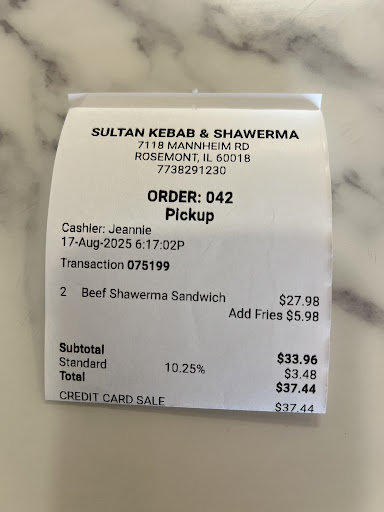 SULTAN KEBAB & SHAWERMA
7118 MANNHEIM RD
ROSEMONT, IL 60018
7738291230
ORDER: 042
Pickup
Cashier: Jeannie
17-Aug-2025 6:17:02P
Transaction 075199
2 Beef Shawerma Sandwich $27.98
Add Fries $5.98
Subtotal $33.96
Standard 10.25% $3.48
Total $37.44
CREDIT CARD SALE $37.44